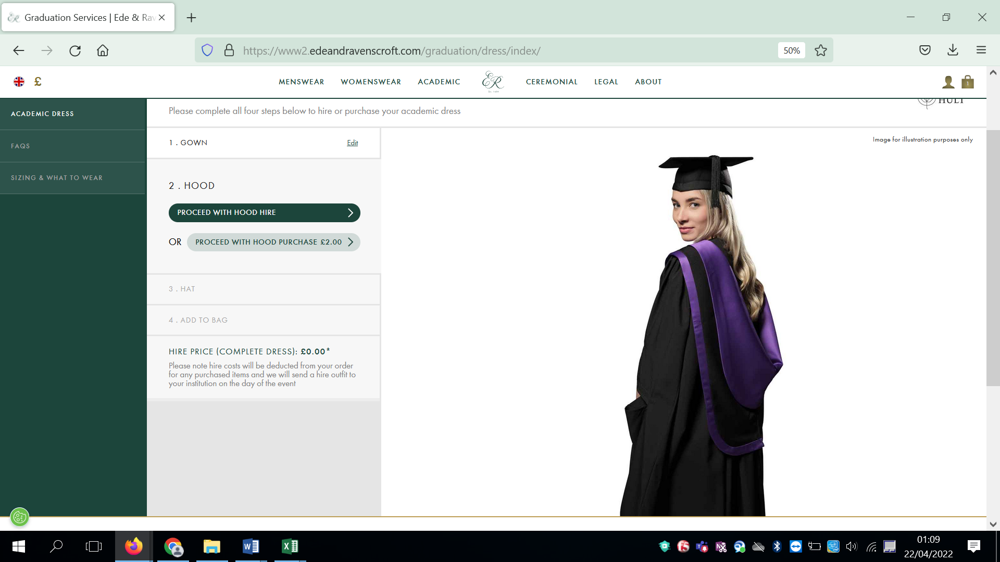 Graduation Services | Ede & Rav
https://www2.edeandravenscroft.com/graduation/dress/index/
50%
£
MENSWEAR
WOMENSWEAR
ACADEMIC
ER
CEREMONIAL
LEGAL
ABOUT
1
ACADEMIC DRESS
FAQS
SIZING & WHAT TO WEAR
Please complete all four steps below to hire or purchase your academic dress
HULT
1 . GOWN
Edit
Image for illustration purposes only
2 . HOOD
PROCEED WITH HOOD HIRE
OR
PROCEED WITH HOOD PURCHASE £2.00
3 . HAT
4 . ADD TO BAG
HIRE PRICE (COMPLETE DRESS): £0.00*
Please note hire costs will be deducted from your order
for any purchased items and we will send a hire outfit to
your institution on the day of the event
01:09
22/04/2022